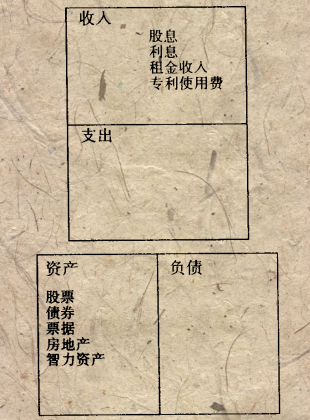 收入
股息
利息
租金收入
专利使用费
支出
资产
负债
股票
债券
票据
房地产
智力资产